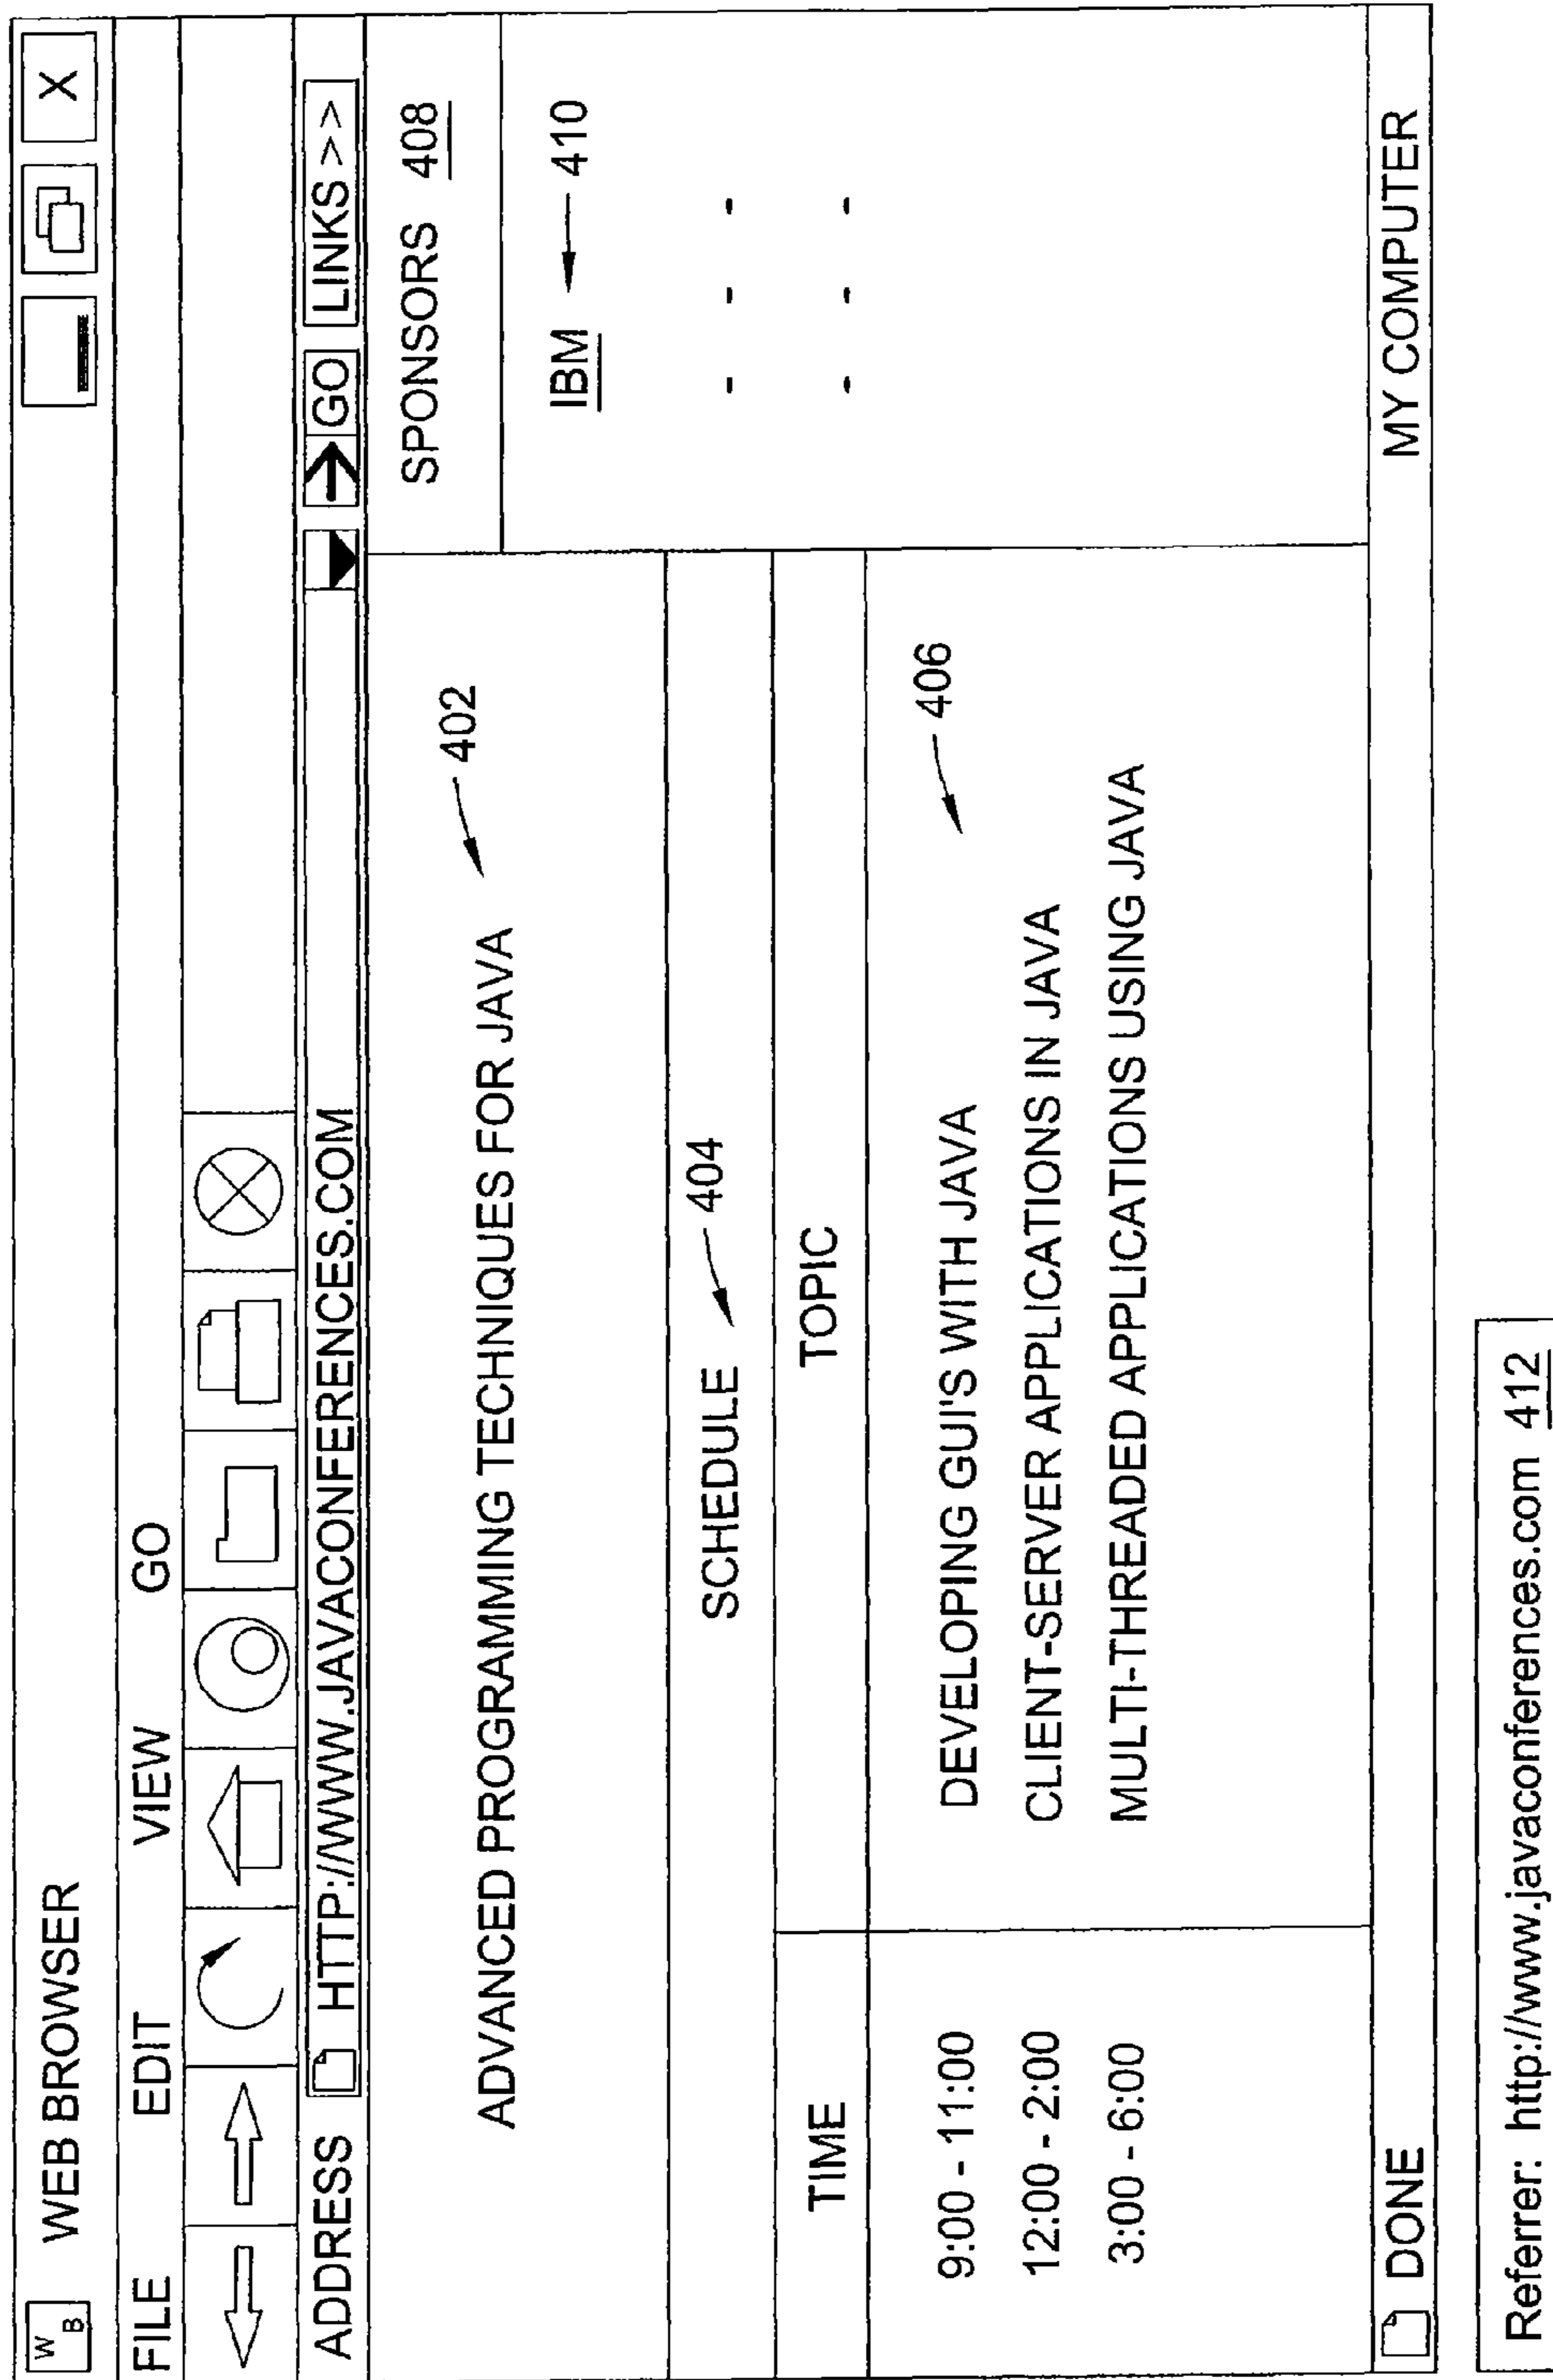 W B WEB BROWSER X
FILE EDIT VIEW GO
ADDRESS HTTP://WWW.JAVACONFERENCES.COM GO LINKS >>
ADVANCED PROGRAMMING TECHNIQUES FOR JAVA 402
SPONSORS 408
IBM 410
- - -
- - -
SCHEDULE 404
TIME TOPIC
406
9:00 - 11:00 DEVELOPING GUI'S WITH JAVA
12:00 - 2:00 CLIENT-SERVER APPLICATIONS IN JAVA
3:00 - 6:00 MULTI-THREADED APPLICATIONS USING JAVA
DONE MY COMPUTER
Referrer: http://www.javaconferences.com 412